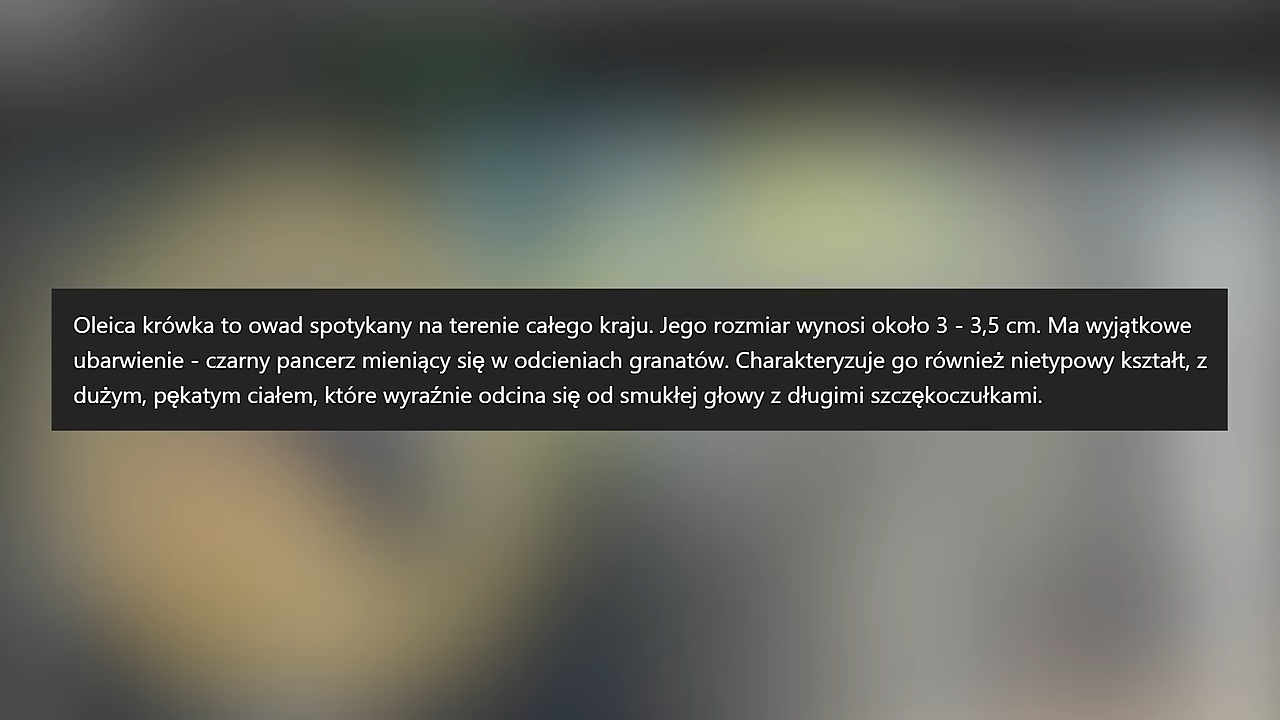 Oleica krówka to owad spotykany na terenie całego kraju. Jego rozmiar wynosi około 3 - 3,5 cm. Ma wyjątkowe
ubarwienie - czarny pancerz mieniący się w odcieniach granatów. Charakteryzuje go również nietypowy kształt, z
dużym, pękatym ciałem, które wyraźnie odcina się od smukłej głowy z długimi szczękoczułkami.